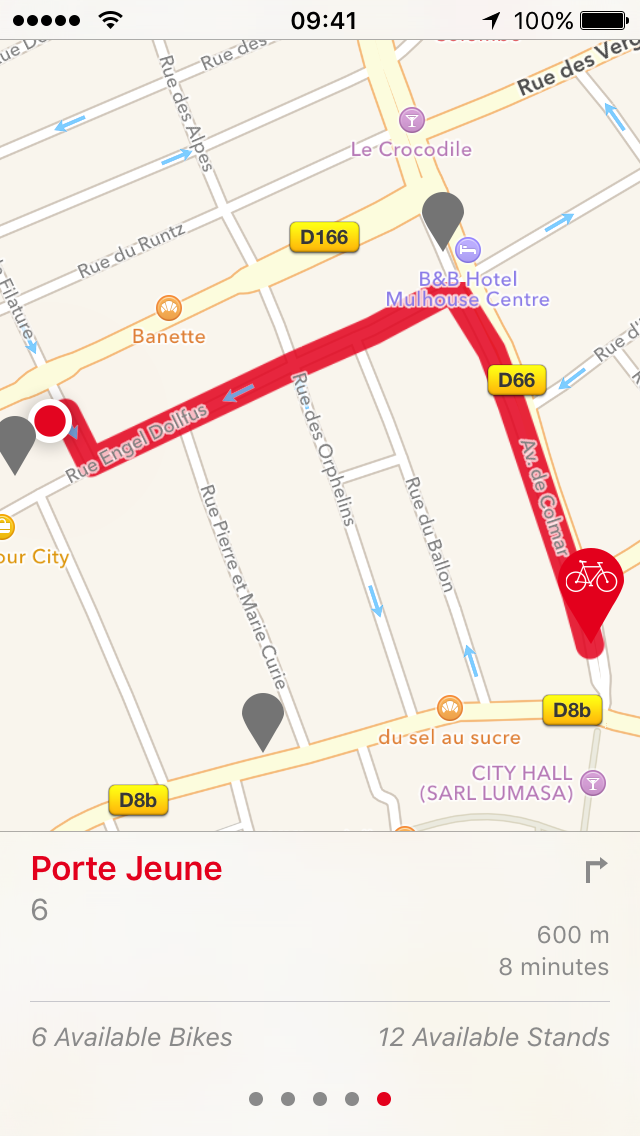 09:41
100%
Rue des
Rue des Verg
Rue des Alpes
Le Crocodile
Rue du Runtz
D166
B&B Hotel
Mulhouse Centre
Filature
Banette
D66
Rue d'
Rue Engel Dollfus
Rue des Orphelins
Av. de Colmar
Rue du Ballon
Rue Pierre et Marie Curie
our City
D8b
du sel au sucre
CITY HALL
(SARL LUMASA)
D8b
Porte Jeune
6
600 m
8 minutes
6 Available Bikes
12 Available Stands